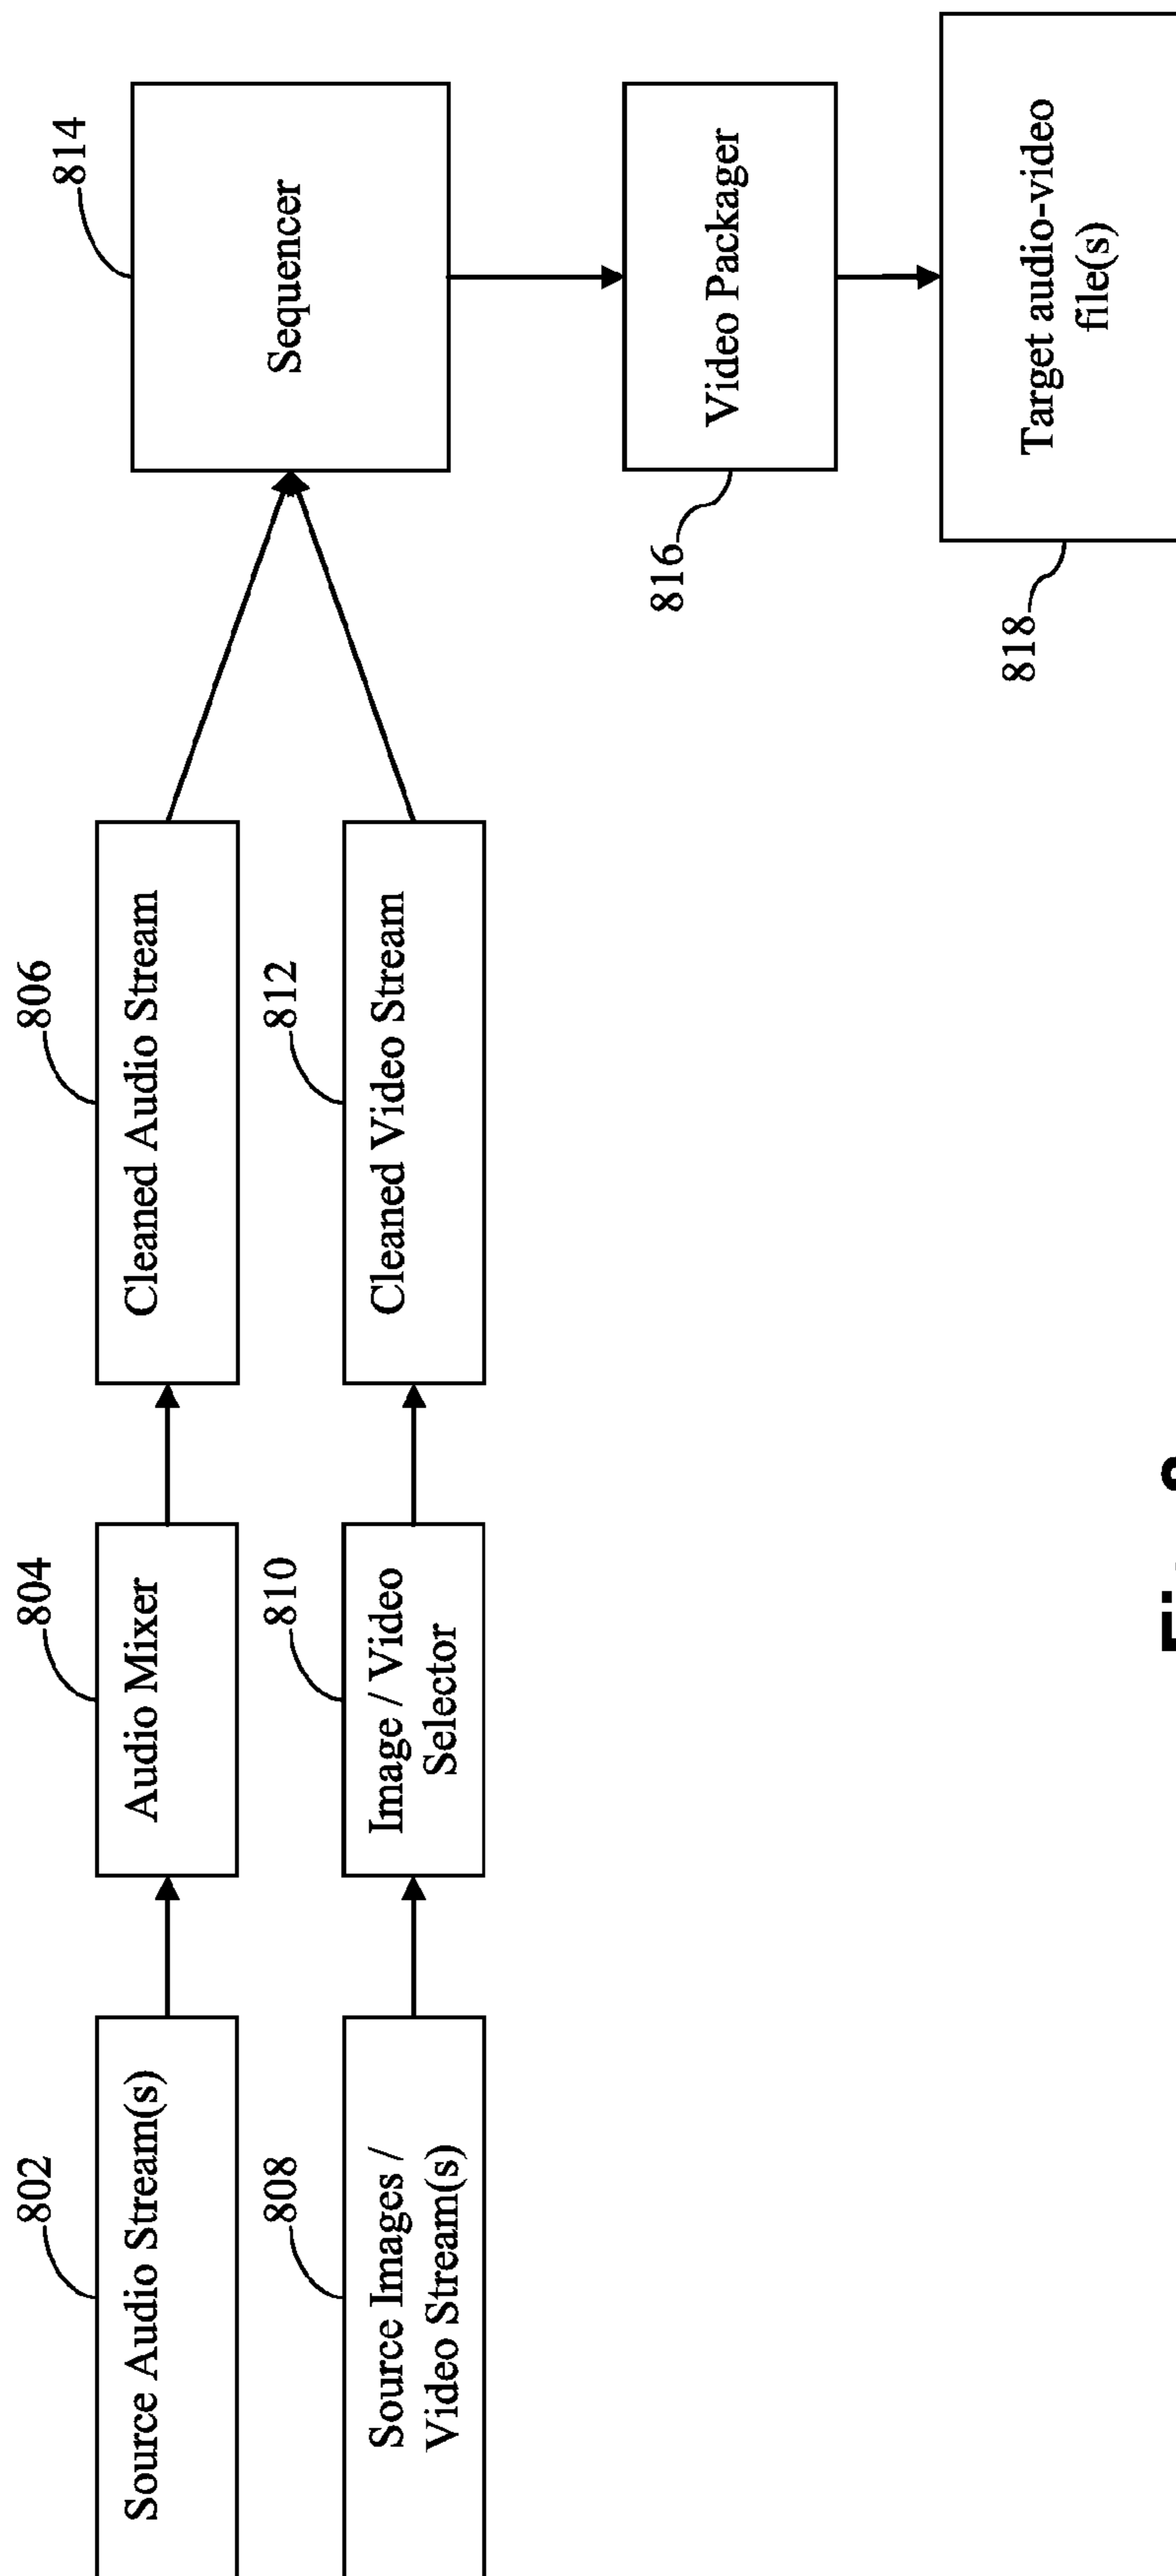 802
Source Audio Stream(s)
804
Audio Mixer
806
Cleaned Audio Stream
808
Source Images /
Video Stream(s)
810
Image / Video
Selector
812
Cleaned Video Stream
814
Sequencer
816
Video Packager
818
Target audio-video
file(s)